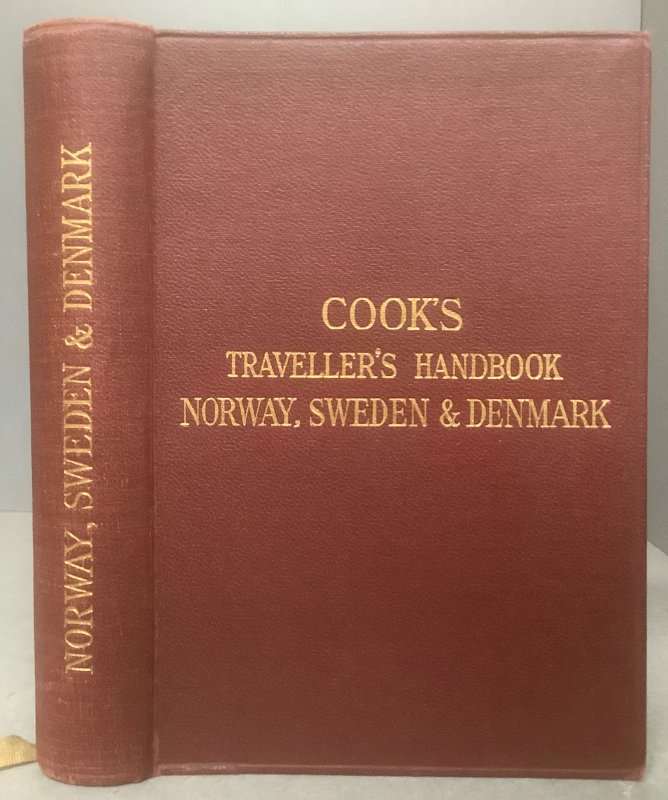 NORWAY, SWEDEN & DENMARK
COOK'S
TRAVELLER'S HANDBOOK
NORWAY, SWEDEN & DENMARK